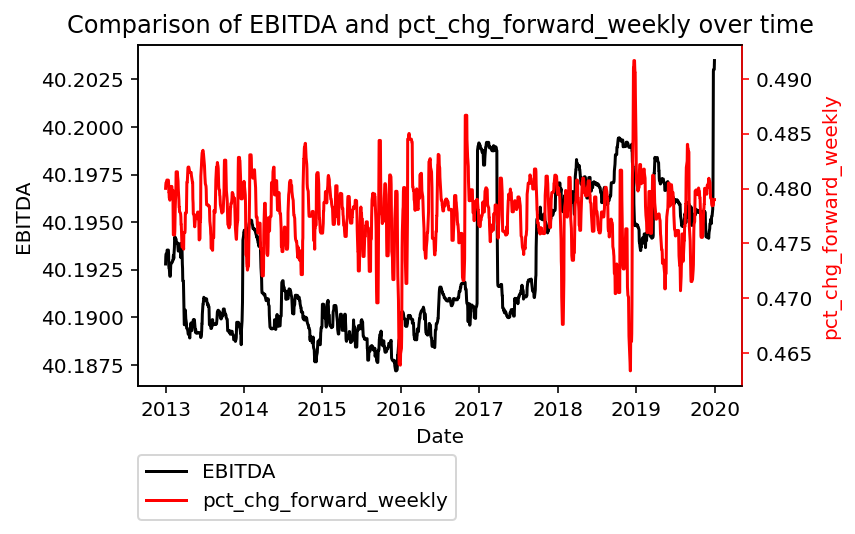 Comparison of EBITDA and pct_chg_forward_weekly over time
40.2025
40.2000
40.1975
40.1950
40.1925
40.1900
40.1875
EBITDA
0.490
0.485
0.480
0.475
0.470
0.465
pct_chg_forward_weekly
2013 2014 2015 2016 2017 2018 2019 2020
Date
EBITDA
pct_chg_forward_weekly